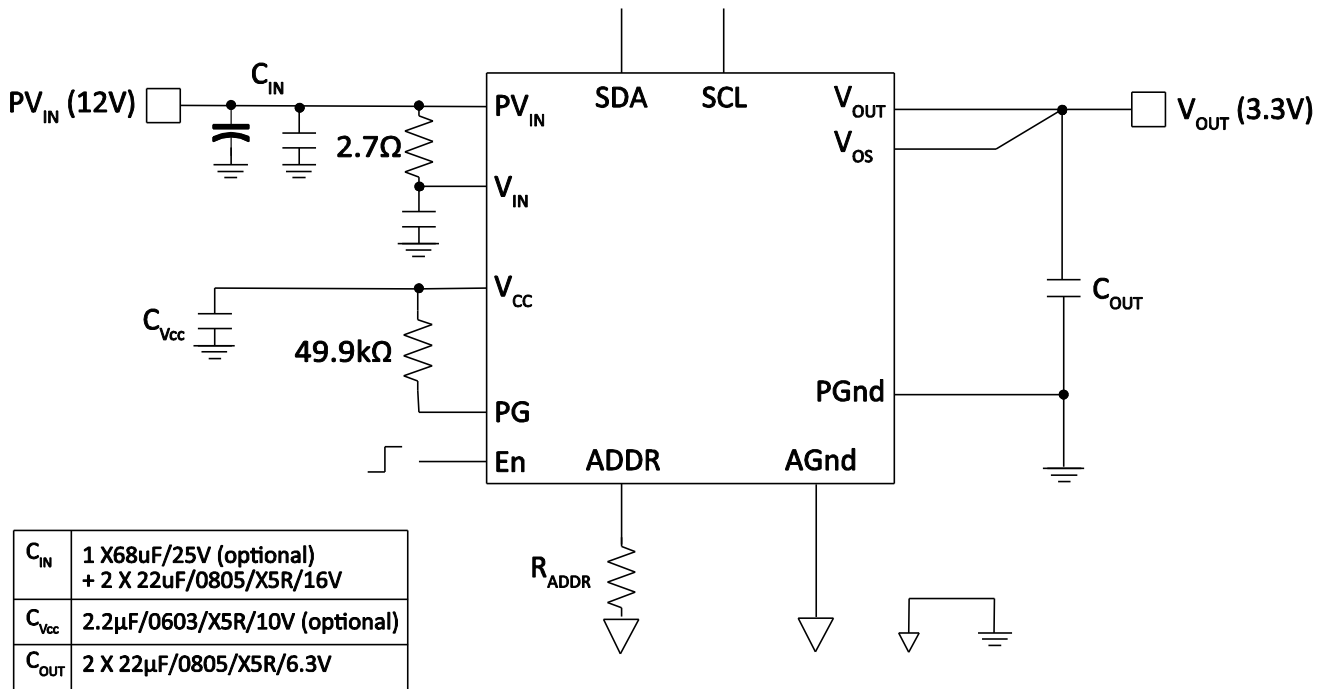 PV_IN (12V)
C_IN
2.7Ω
C_Vcc
49.9kΩ
SDA
SCL
PV_IN
V_IN
V_CC
PG
En
ADDR
AGnd
PGnd
V_OUT
V_OS
V_OUT (3.3V)
C_OUT
R_ADDR
C_IN 1 X68uF/25V (optional)
+ 2 X 22uF/0805/X5R/16V
C_Vcc 2.2μF/0603/X5R/10V (optional)
C_OUT 2 X 22μF/0805/X5R/6.3V